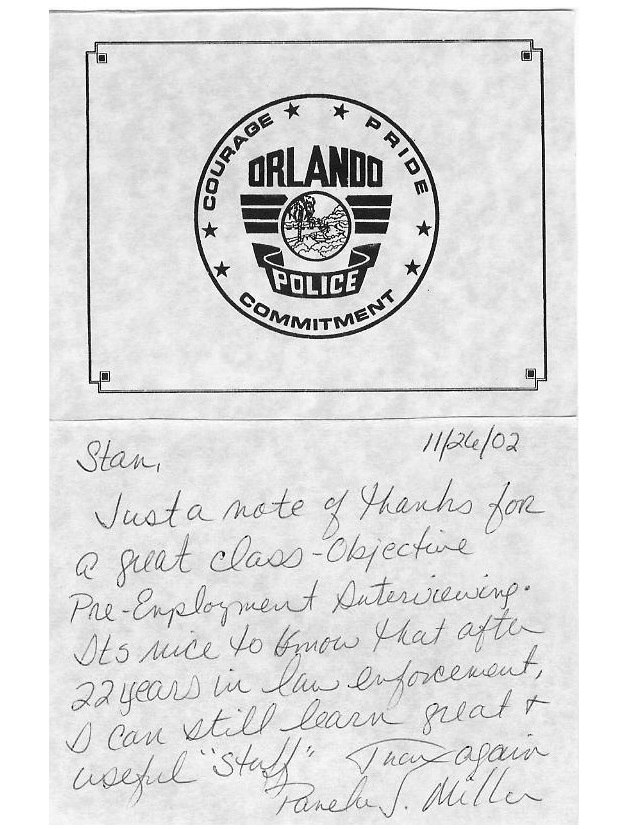 COURAGE ★ ★ PRIDE
ORLANDO
POLICE
COMMITMENT
11/26/02
Stan,
Just a note of thanks for
a great class - Objective
Pre-Employment Interviewing.
Its nice to know that after
22 years in law enforcement,
I can still learn great +
useful "Stuff" Thanx again
Pamela J. Miller